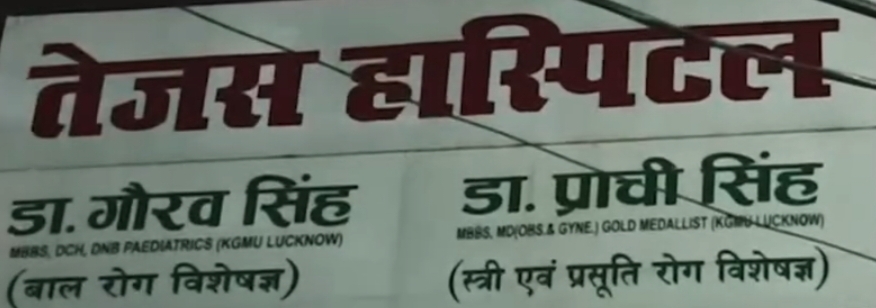 तेजस हास्पिटल
डा. गौरव सिंह
MBBS, DCH, DNB PAEDIATRICS (KGMU LUCKNOW)
(बाल रोग विशेषज्ञ)
डा. प्राची सिंह
MBBS, MD(OBS.& GYNE.) GOLD MEDALLIST (KGMU LUCKNOW)
(स्त्री एवं प्रसूति रोग विशेषज्ञ)